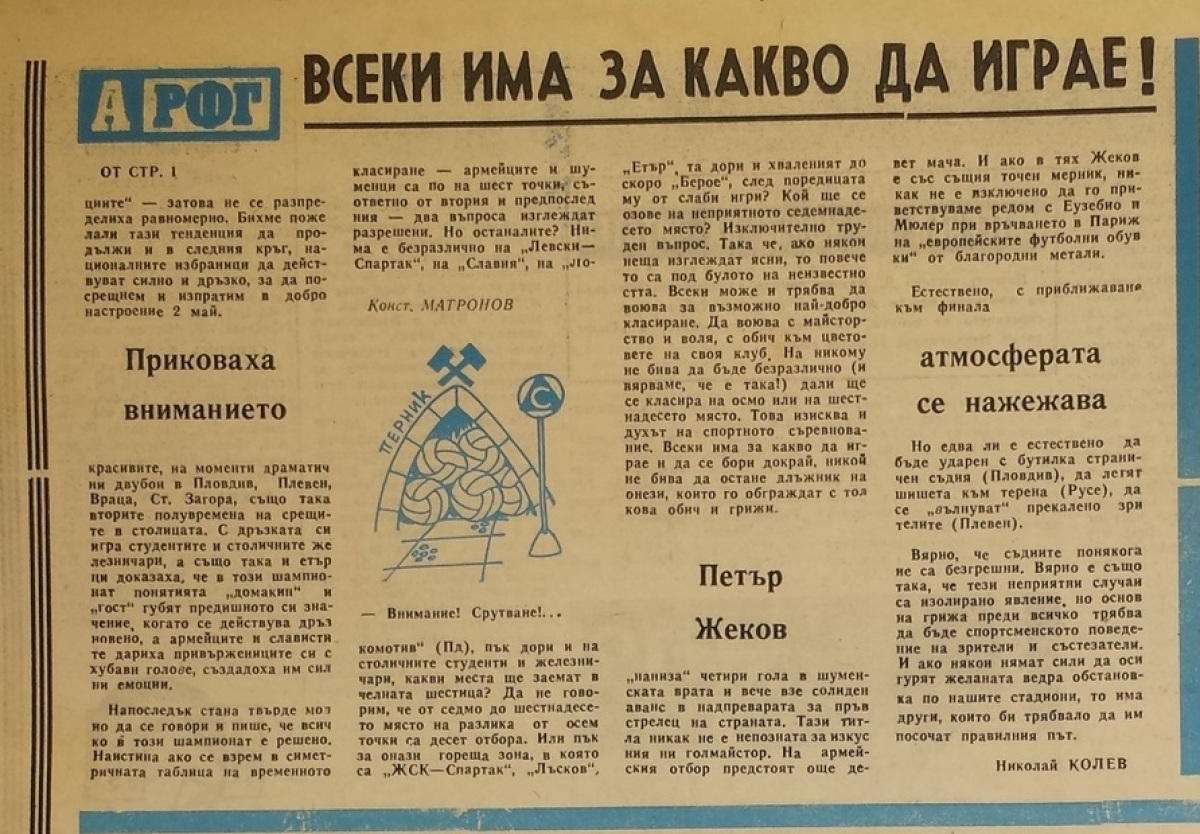 А РФГ
ВСЕКИ ИМА ЗА КАКВО ДА ИГРАЕ!
ОТ СТР. 1
циите“ — затова не се разпре-
делиха равномерно. Бихме поже
лали тази тенденция да про-
дължи и в следния кръг, на-
ционалните избраници да дейст-
вуват силно и дръзко, за да по-
срещнем и изпратим в добро
настроение 2 май.
Приковаха
вниманието
красивите, на моменти драматич
ни двубои в Пловдив, Плевен,
Враца, Ст. Загора, също така
вторите полувремена на срещи-
те в столицата. С дръзката си
игра студентите и столичните же
лезничари, а също така и етър
ци доказаха, че в този шампио-
нат понятията „домакин“ и
„гост“ губят предишното си зна-
чение, когато се действува дръз
новено, а армейците и слависти
те дариха привържениците си с
хубави голове, създадоха им сил
ни емоции.
Напоследък стана твърде мод
но да се говори и пише, че всич
ко в този шампионат е решено.
Наистина ако се взрем в симет-
ричната таблица на временното
класиране — армейците и шу-
менци са по на шест точки, съ-
ответно от втория и предпослед
ния — два въпроса изглеждат
разрешени. Но останалите? Ни-
ма е безразлично на „Левски—
Спартак“, на „Славия“, на „Ло-
Конст. МАТРОНОВ
ПЕРНИК
С
— Внимание! Срутване!...
комотив“ (Пд), пък дори и на
столичните студенти и железни-
чари, какви места ще заемат в
челната шестица? Да не гово-
рим, че от седмо до шестнадесе-
то място на разлика от осем
точки са десет отбора. Или пък
за онази гореща зона, в която
са „ЖСК—Спартак“, „Лъсков“,
„Етър“, та дори и хваленият до
скоро „Берое“, след поредицата
му от слаби игри? Кой ще се
озове на неприятното седемнаде-
сето място? Изключително тру-
ден въпрос. Така че, ако някои
неща изглеждат ясни, то повече
то са под булото на неизвестно
стта. Всеки може и трябва да
воюва за възможно най-добро
класиране. Да воюва с майстор-
ство и воля, с обич към цвето-
вете на своя клуб. На никому
не бива да бъде безразлично (и
вярваме, че е така!) дали ще
се класира на осмо или на шест-
надесето място. Това изисква и
духът на спортното съревнова-
ние. Всеки има за какво да иг-
рае и да се бори докрай, никой
не бива да остане длъжник на
онези, които го обграждат с тол
кова обич и грижи.
Петър
Жеков
„наниза“ четири гола в шумен-
ската врата и вече взе солиден
аванс в надпреварата за пръв
стрелец на страната. Тази тит-
ла никак не е непозната за изкус
ния ни голмайстор. На армей-
ския отбор предстоят още де-
вет мача. И ако в тях Жеков
е със същия точен мерник, ни-
как не е изключено да го при-
ветствуваме редом с Еузебио и
Мюлер при връчването в Париж
на „европейските футболни обув
ки“ от благородни метали.
Естествено, с приближаване
към финала
атмосферата
се нажежава
Но едва ли е естествено да
бъде ударен с бутилка страни-
чен съдия (Пловдив), да летят
шишета към терена (Русе), да
се „вълнуват“ прекалено зри
телите (Плевен).
Вярно, че съдиите понякога
не са безгрешни. Вярно е също
така, че тези неприятни случаи
са изолирано явление, но основ
на грижа преди всичко трябва
да бъде спортсменското поведе-
ние на зрители и състезатели.
И ако някои нямат сили да оси
гурят желаната ведра обстанов-
ка по нашите стадиони, то има
други, които би трябвало да им
посочат правилния път.
Николай КОЛЕВ